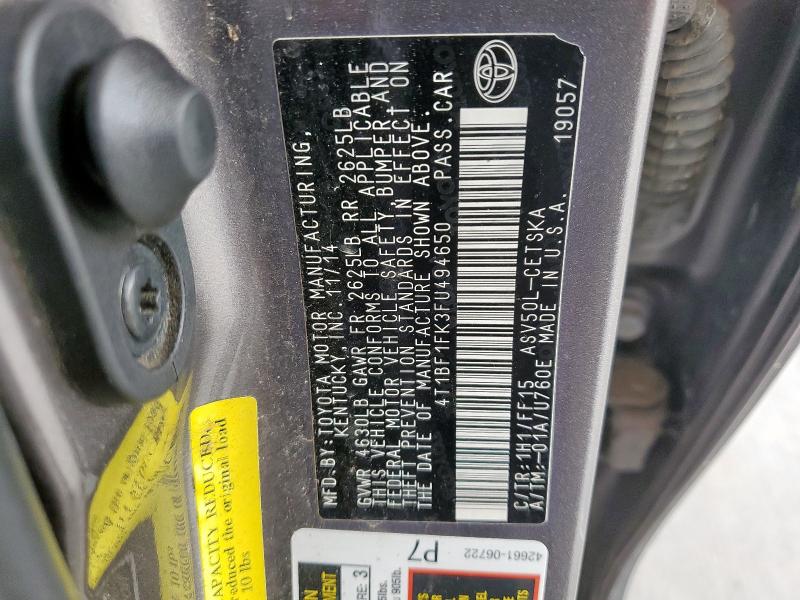 MFD.BY:TOYOTA MOTOR MANUFACTURING,
KENTUCKY, INC 11/14
GVWR 4630LB GAWR FR 2625LB RR 2625LB
THIS VEHICLE CONFORMS TO ALL APPLICABLE
FEDERAL MOTOR VEHICLE SAFETY, BUMPER AND
THEFT PREVENTION STANDARDS IN EFFECT ON
THE DATE OF MANUFACTURE SHOWN ABOVE.
4T1BF1FK3FU494650 PASS.CAR
C/TR:1H1/FF15 ASV50L-CETSKA
A/TM:-01A/U760E MADE IN U.S.A. 19057
CAPACITY REDUCED
reduced the original load
10 lbs
P7
42661-06722